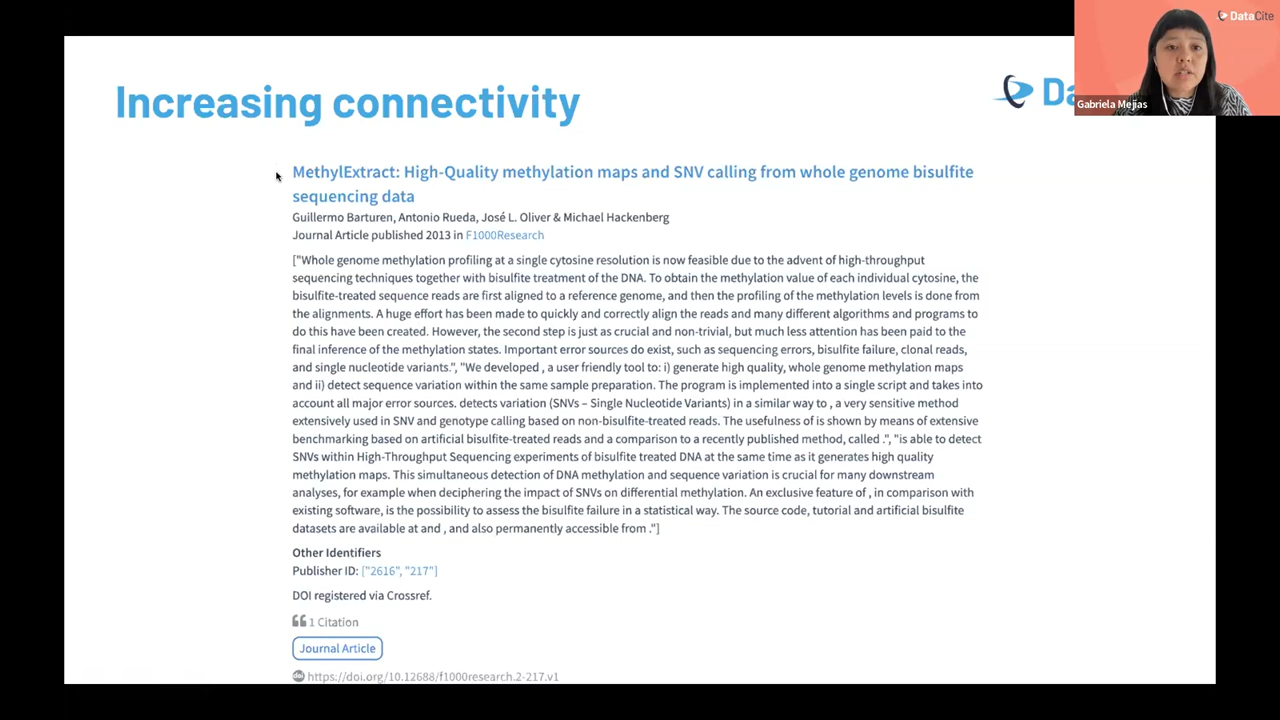 DataCite
Gabriela Mejias
Increasing connectivity
Da
MethylExtract: High-Quality methylation maps and SNV calling from whole genome bisulfite
sequencing data
Guillermo Barturen, Antonio Rueda, José L. Oliver & Michael Hackenberg
Journal Article published 2013 in F1000Research
["Whole genome methylation profiling at a single cytosine resolution is now feasible due to the advent of high-throughput
sequencing techniques together with bisulfite treatment of the DNA. To obtain the methylation value of each individual cytosine, the
bisulfite-treated sequence reads are first aligned to a reference genome, and then the profiling of the methylation levels is done from
the alignments. A huge effort has been made to quickly and correctly align the reads and many different algorithms and programs to
do this have been created. However, the second step is just as crucial and non-trivial, but much less attention has been paid to the
final inference of the methylation states. Important error sources do exist, such as sequencing errors, bisulfite failure, clonal reads,
and single nucleotide variants.", "We developed , a user friendly tool to: i) generate high quality, whole genome methylation maps
and ii) detect sequence variation within the same sample preparation. The program is implemented into a single script and takes into
account all major error sources. detects variation (SNVs – Single Nucleotide Variants) in a similar way to , a very sensitive method
extensively used in SNV and genotype calling based on non-bisulfite-treated reads. The usefulness of is shown by means of extensive
benchmarking based on artificial bisulfite-treated reads and a comparison to a recently published method, called .", "is able to detect
SNVs within High-Throughput Sequencing experiments of bisulfite treated DNA at the same time as it generates high quality
methylation maps. This simultaneous detection of DNA methylation and sequence variation is crucial for many downstream
analyses, for example when deciphering the impact of SNVs on differential methylation. An exclusive feature of , in comparison with
existing software, is the possibility to assess the bisulfite failure in a statistical way. The source code, tutorial and artificial bisulfite
datasets are available at and , and also permanently accessible from ."]
Other Identifiers
Publisher ID: ["2616", "217"]
DOI registered via Crossref.
1 Citation
Journal Article
https://doi.org/10.12688/f1000research.2-217.v1